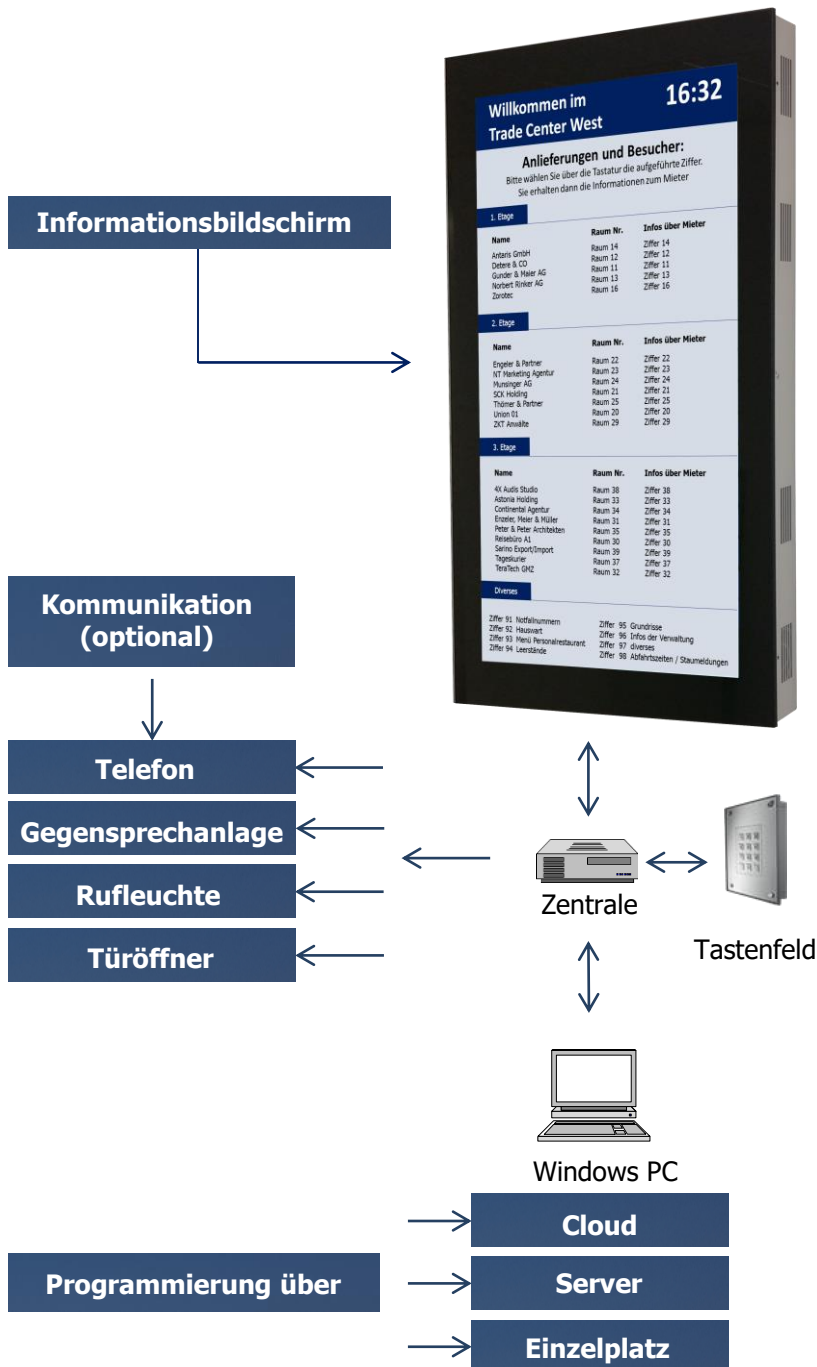 Informationsbildschirm
Willkommen im
Trade Center West
16:32
Anlieferungen und Besucher:
Bitte wählen Sie über die Tastatur die aufgeführte Ziffer.
Sie erhalten dann die Informationen zum Mieter
1. Etage
Name Raum Nr. Infos über Mieter
Antaris GmbH Raum 14 Ziffer 14
Detere & CO Raum 12 Ziffer 12
Gunder & Maier AG Raum 11 Ziffer 11
Norbert Rinker AG Raum 13 Ziffer 13
Zorotec Raum 16 Ziffer 16
2. Etage
Name Raum Nr. Infos über Mieter
Engeler & Partner Raum 22 Ziffer 22
NT Marketing Agentur Raum 23 Ziffer 23
Munsinger AG Raum 24 Ziffer 24
SCK Holding Raum 21 Ziffer 21
Thömer & Partner Raum 25 Ziffer 25
Union 01 Raum 20 Ziffer 20
ZKT Anwälte Raum 29 Ziffer 29
3. Etage
Name Raum Nr. Infos über Mieter
4X Audis Studio Raum 38 Ziffer 38
Astonia Holding Raum 33 Ziffer 33
Continental Agentur Raum 34 Ziffer 34
Enzeler, Meier & Müller Raum 31 Ziffer 31
Peter & Peter Architekten Raum 35 Ziffer 35
Reisebüro A1 Raum 30 Ziffer 30
Sarino Export/Import Raum 39 Ziffer 39
Tageskurier Raum 37 Ziffer 37
TeraTech GMZ Raum 32 Ziffer 32
Diverses
Ziffer 91 Notfallnummern Ziffer 95 Grundrisse
Ziffer 92 Hauswart Ziffer 96 Infos der Verwaltung
Ziffer 93 Menü Personalrestaurant Ziffer 97 diverses
Ziffer 94 Leerstände Ziffer 98 Abfahrtszeiten / Staumeldungen
Kommunikation
(optional)
Telefon
Gegensprechanlage
Rufleuchte
Türöffner
Zentrale
Tastenfeld
Windows PC
Programmierung über
Cloud
Server
Einzelplatz